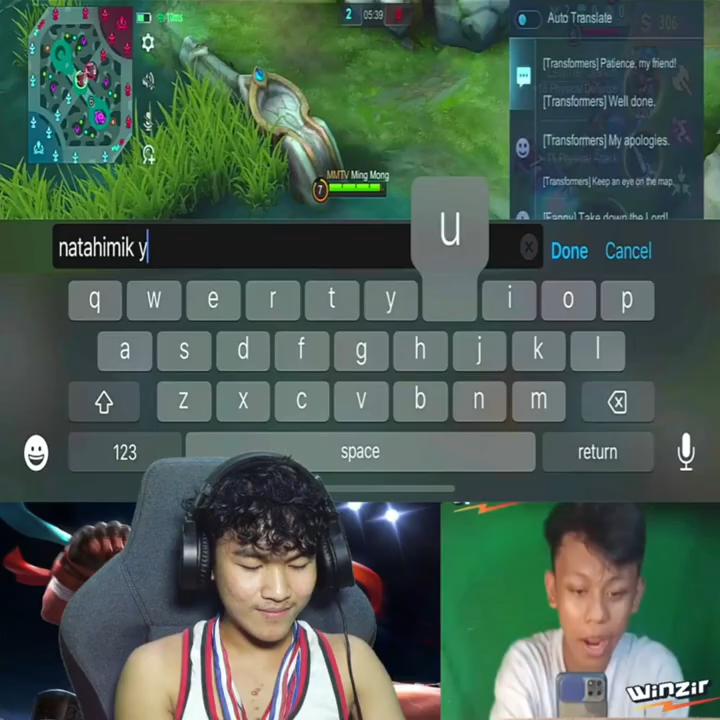 2 05:39
Auto Translate
[Transformers] Patience, my friend!
[Transformers] Well done.
[Transformers] My apologies.
[Transformers] Keep an eye on the map.
[Fanny] Take down the Lord!
MMTV Ming Mong
7
natahimik y
Done Cancel
u
q w e r t y i o p
a s d f g h j k l
z x c v b n m
123 space return
WINZIR